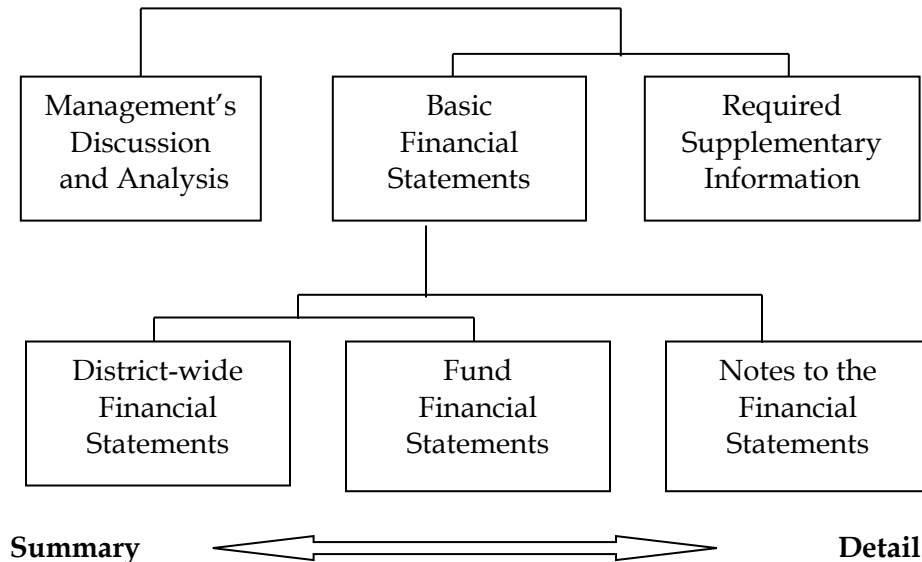 Management’s
Discussion
and Analysis
Basic
Financial
Statements
Required
Supplementary
Information
District-wide
Financial
Statements
Fund
Financial
Statements
Notes to the
Financial
Statements
Summary
Detail